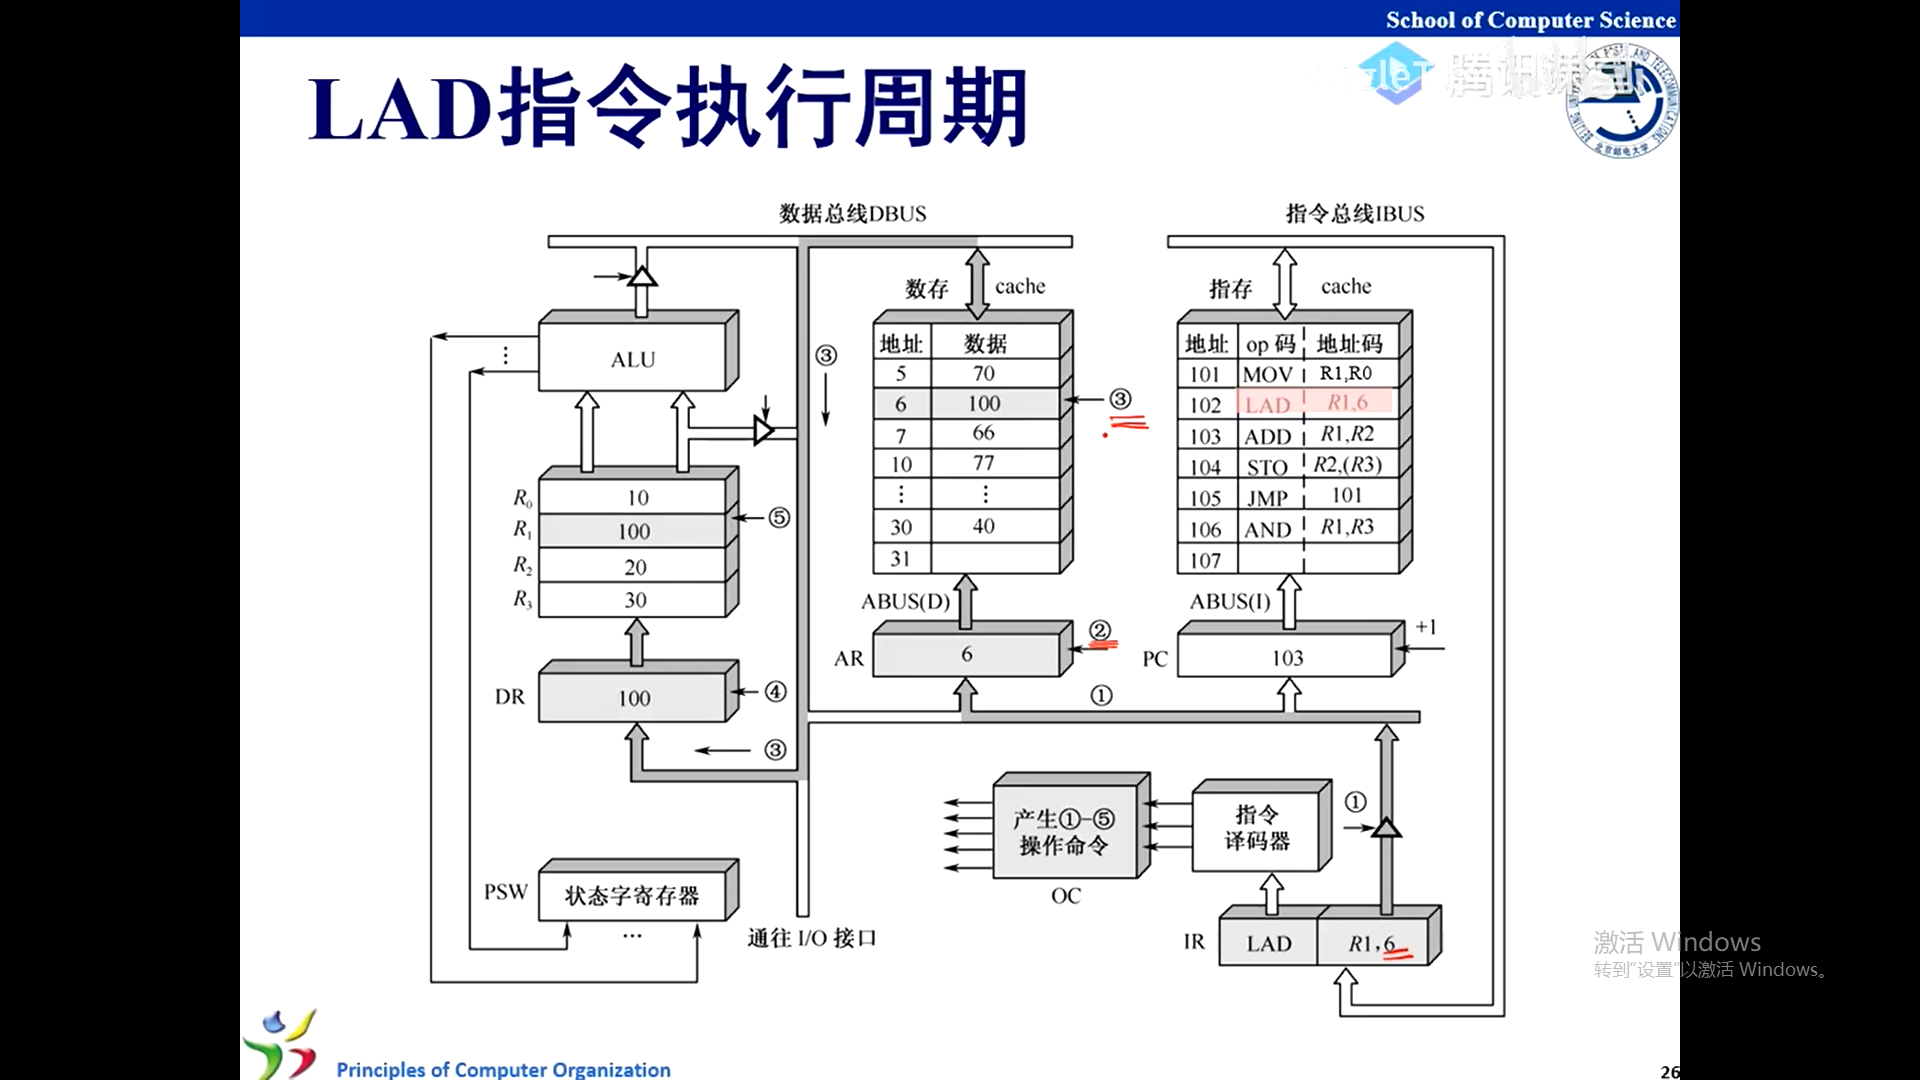 School of Computer Science
LAD指令执行周期
数据总线DBUS
指令总线IBUS
数存 cache
指存 cache
ALU
⋮
地址 数据
5 70
6 100
7 66
10 77
⋮ ⋮
30 40
31
地址 op 码 地址码
101 MOV R1,R0
102 LAD R1,6
103 ADD R1,R2
104 STO R2,(R3)
105 JMP 101
106 AND R1,R3
107
③
③
R0 10
R1 100
R2 20
R3 30
⑤
ABUS(D)
ABUS(I)
AR 6
②
PC 103
+1
DR 100
④
①
③
产生①-⑤
操作命令
OC
指令
译码器
①
PSW 状态字寄存器
…
通往 I/O 接口
IR LAD R1,6
激活 Windows
转到“设置”以激活 Windows。
Principles of Computer Organization
26